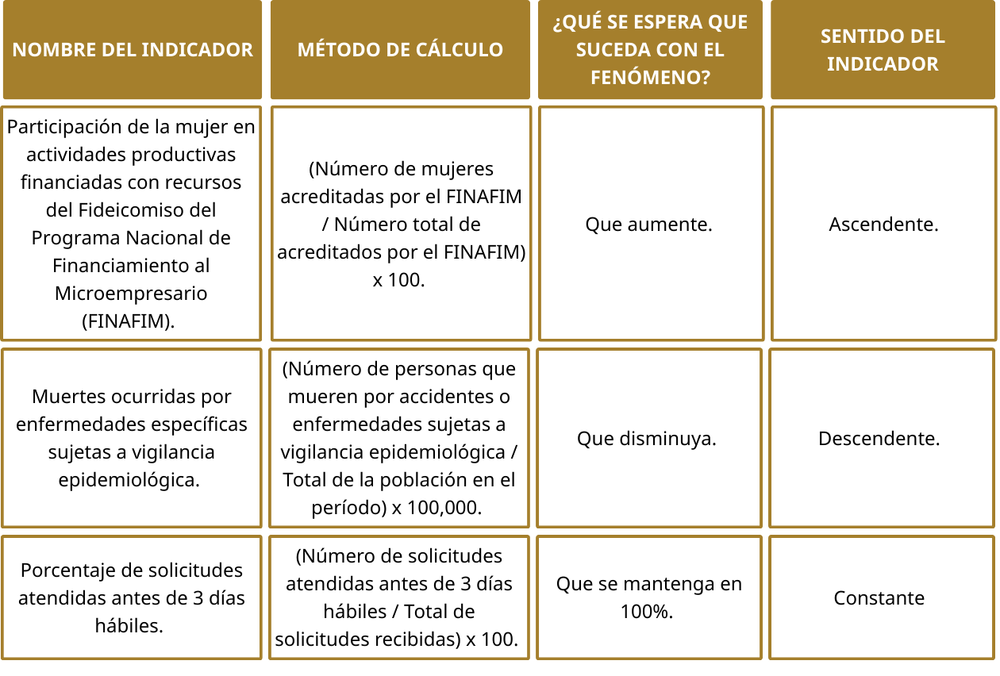 NOMBRE DEL INDICADOR
MÉTODO DE CÁLCULO
¿QUÉ SE ESPERA QUE
SUCEDA CON EL
FENÓMENO?
SENTIDO DEL
INDICADOR
Participación de la mujer en
actividades productivas
financiadas con recursos
del Fideicomiso del
Programa Nacional de
Financiamiento al
Microempresario
(FINAFIM).
(Número de mujeres
acreditadas por el FINAFIM
/ Número total de
acreditados por el FINAFIM)
x 100.
Que aumente.
Ascendente.
Muertes ocurridas por
enfermedades específicas
sujetas a vigilancia
epidemiológica.
(Número de personas que
mueren por accidentes o
enfermedades sujetas a
vigilancia epidemiológica /
Total de la población en el
período) x 100,000.
Que disminuya.
Descendente.
Porcentaje de solicitudes
atendidas antes de 3 días
hábiles.
(Número de solicitudes
atendidas antes de 3 días
hábiles / Total de
solicitudes recibidas) x 100.
Que se mantenga en
100%.
Constante